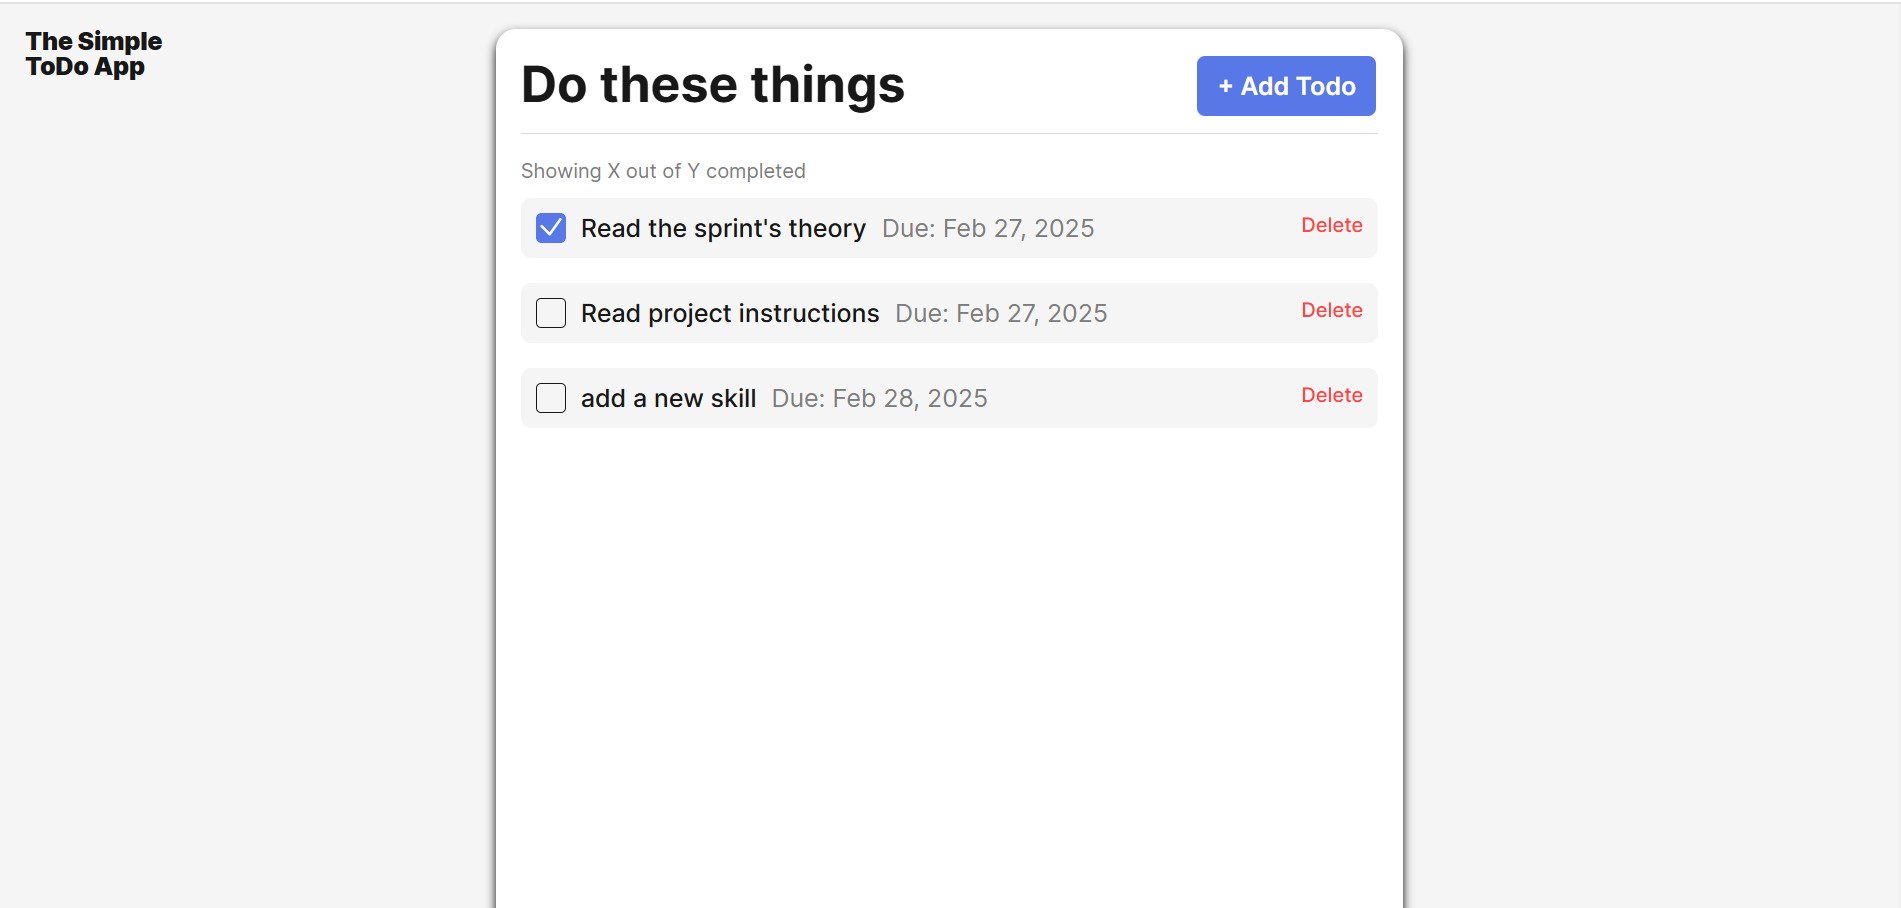 The Simple
ToDo App
Do these things
+ Add Todo
Showing X out of Y completed
Read the sprint's theory Due: Feb 27, 2025 Delete
Read project instructions Due: Feb 27, 2025 Delete
add a new skill Due: Feb 28, 2025 Delete